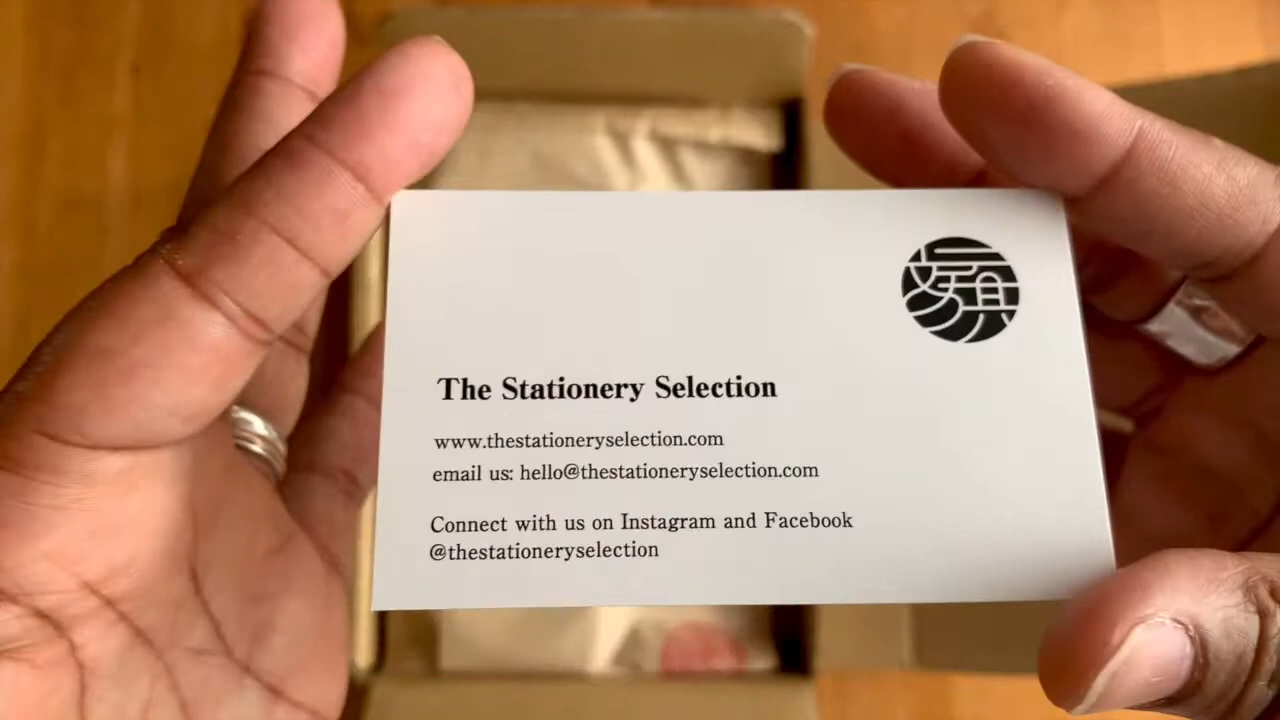 The Stationery Selection
www.thestationeryselection.com
email us: hello@thestationeryselection.com
Connect with us on Instagram and Facebook
@thestationeryselection